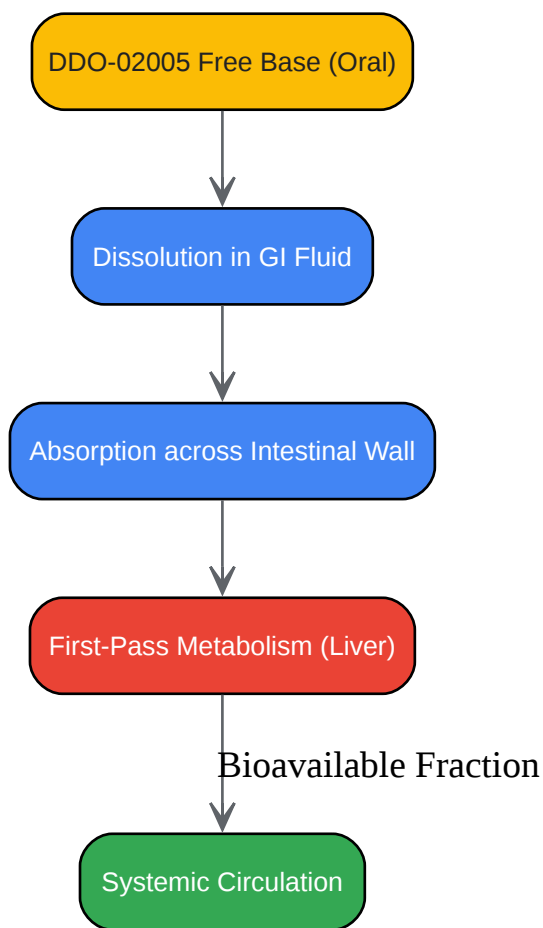 DDO-02005 Free Base (Oral)
Dissolution in GI Fluid
Absorption across Intestinal Wall
First-Pass Metabolism (Liver)
Bioavailable Fraction
Systemic Circulation